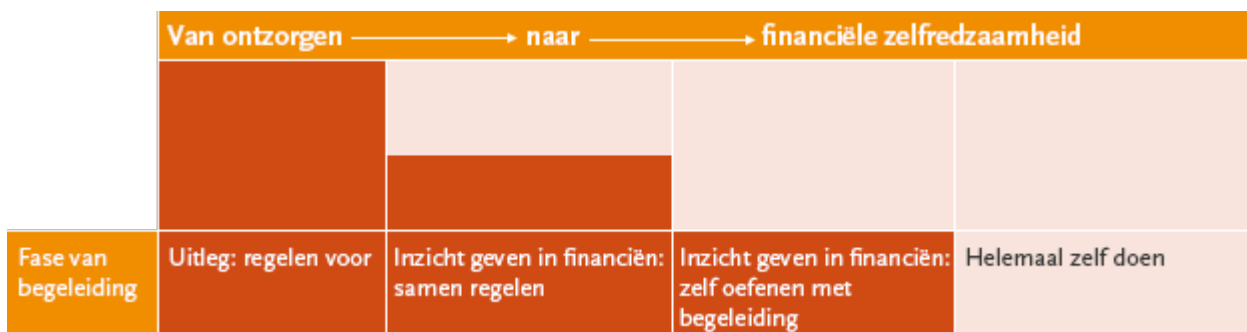 Van ontzorgen → naar → financiële zelfredzaamheid
Fase van
begeleiding
Uitleg: regelen voor
Inzicht geven in financiën:
samen regelen
Inzicht geven in financiën:
zelf oefenen met
begeleiding
Helemaal zelf doen